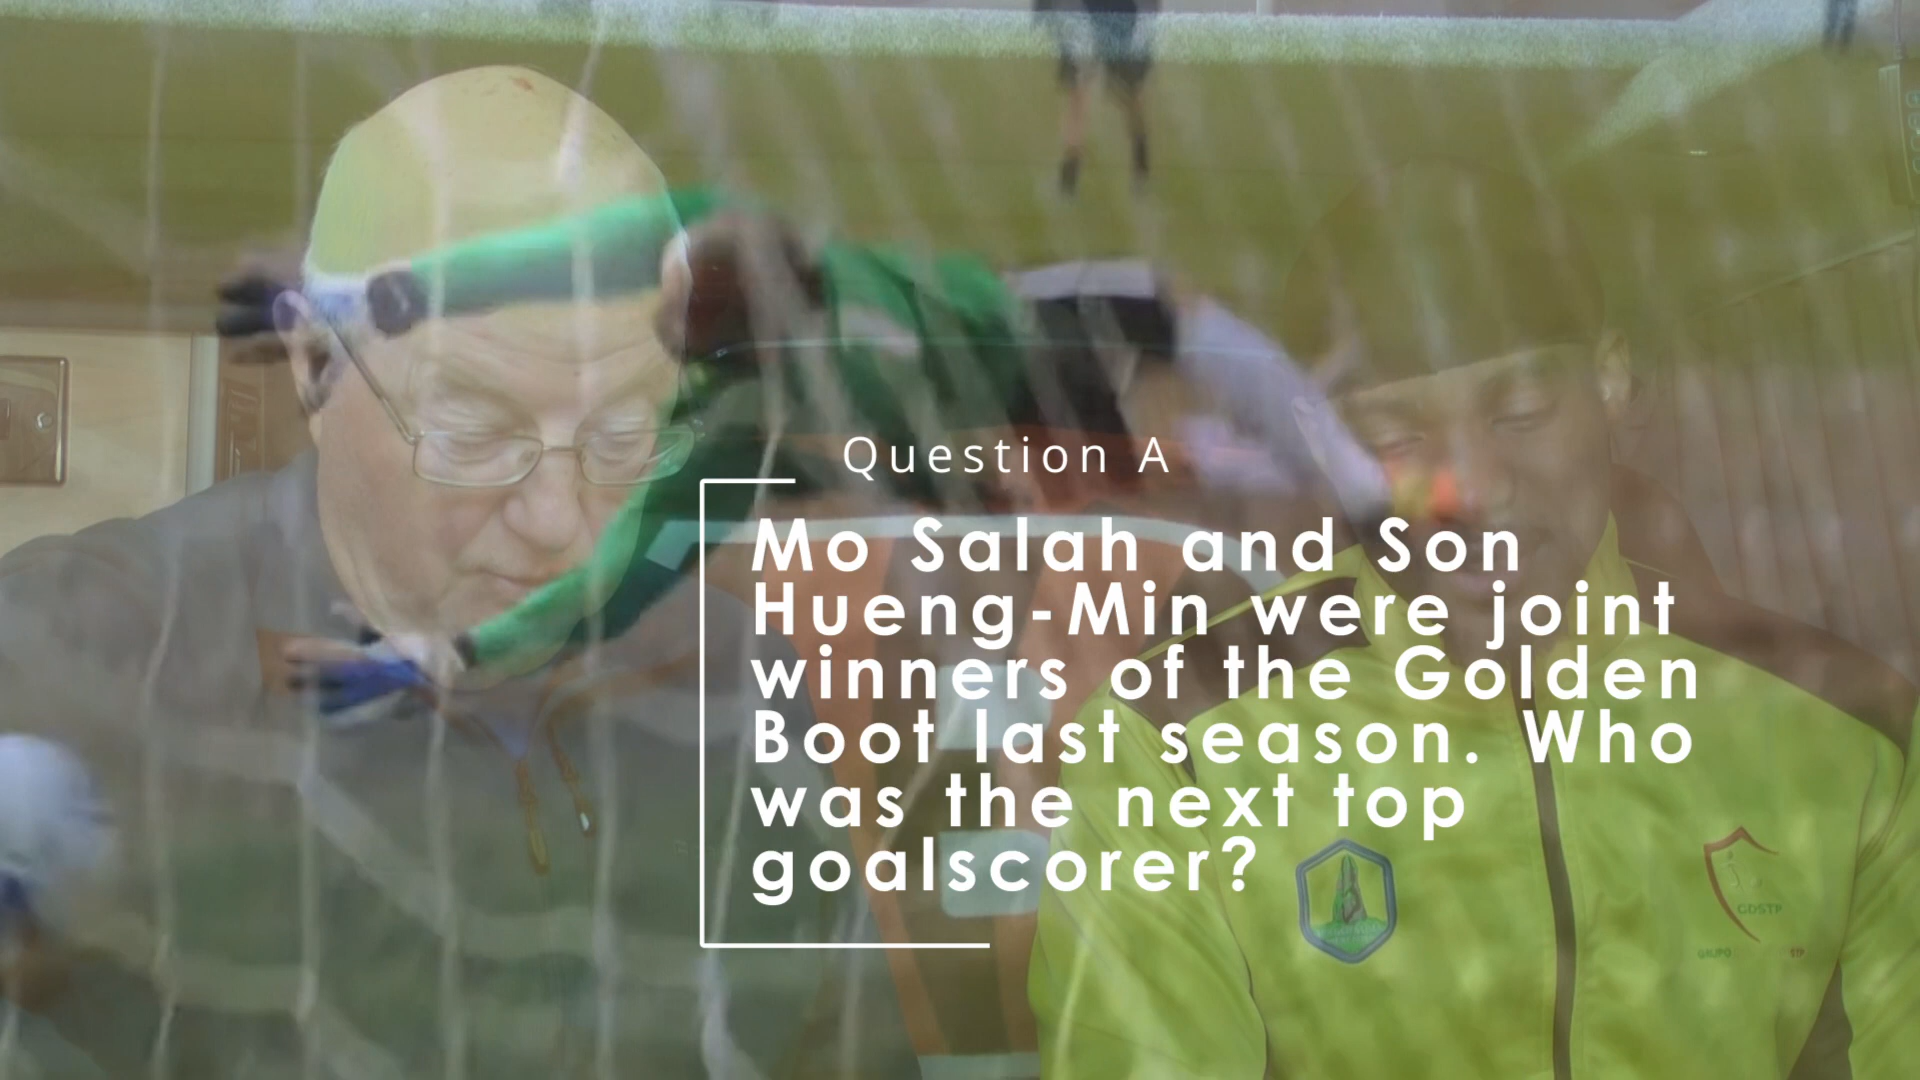 Question A
Mo Salah and Son
Hueng-Min were joint
winners of the Golden
Boot last season. Who
was the next top
goalscorer?
GDSTP